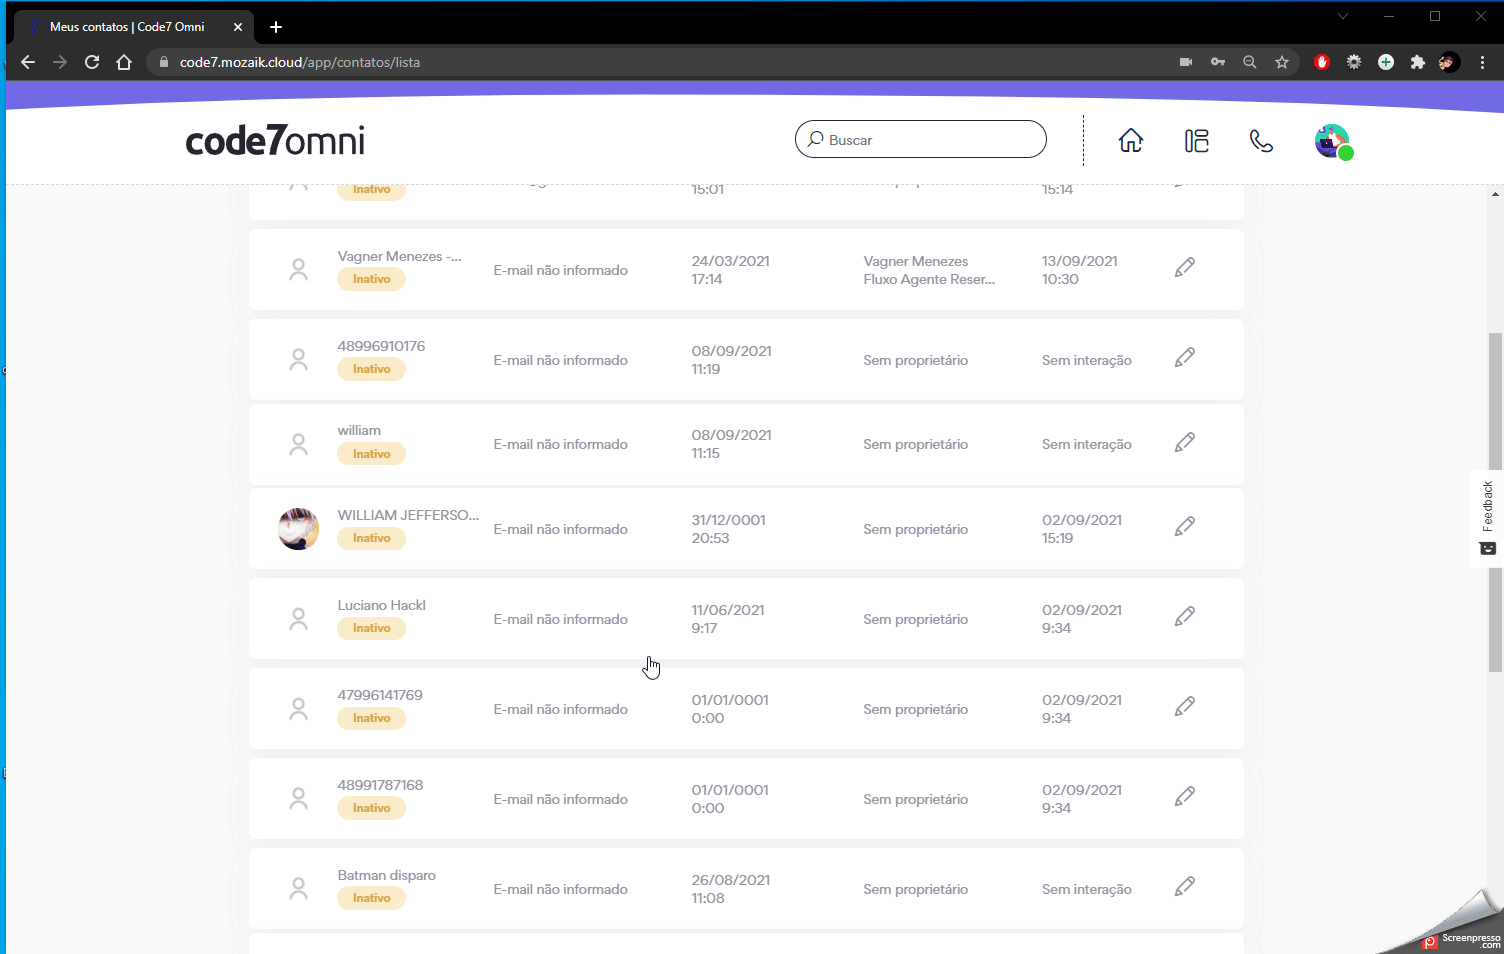 Meus contatos | Code7 Omni
code7.mozaik.cloud/app/contatos/lista
code7omni
Buscar
Inativo
15:01
15:14
Vagner Menezes -...
Inativo
E-mail não informado
24/03/2021
17:14
Vagner Menezes
Fluxo Agente Reser...
13/09/2021
10:30
48996910176
Inativo
E-mail não informado
08/09/2021
11:19
Sem proprietário
Sem interação
william
Inativo
E-mail não informado
08/09/2021
11:15
Sem proprietário
Sem interação
WILLIAM JEFFERSO...
Inativo
E-mail não informado
31/12/0001
20:53
Sem proprietário
02/09/2021
15:19
Feedback
Luciano Hackl
Inativo
E-mail não informado
11/06/2021
9:17
Sem proprietário
02/09/2021
9:34
47996141769
Inativo
E-mail não informado
01/01/0001
0:00
Sem proprietário
02/09/2021
9:34
48991787168
Inativo
E-mail não informado
01/01/0001
0:00
Sem proprietário
02/09/2021
9:34
Batman disparo
Inativo
E-mail não informado
26/08/2021
11:08
Sem proprietário
Sem interação
Screenpresso
.com